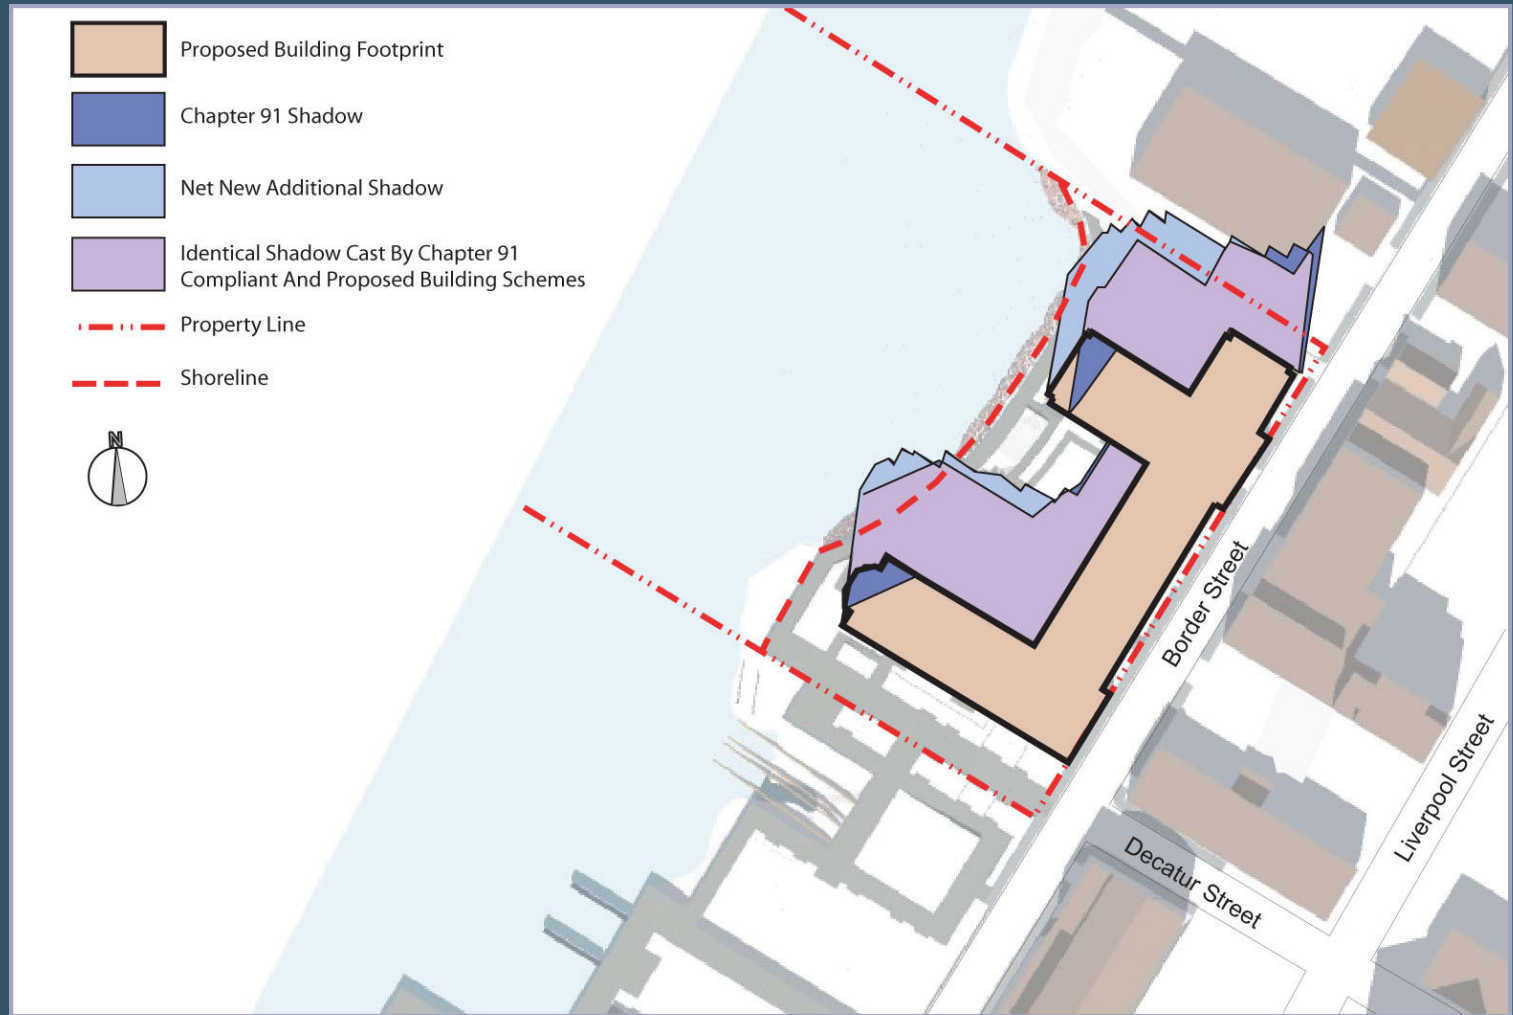 Proposed Building Footprint
Chapter 91 Shadow
Net New Additional Shadow
Identical Shadow Cast By Chapter 91
Compliant And Proposed Building Schemes
Property Line
Shoreline
N
Border Street
Liverpool Street
Decatur Street